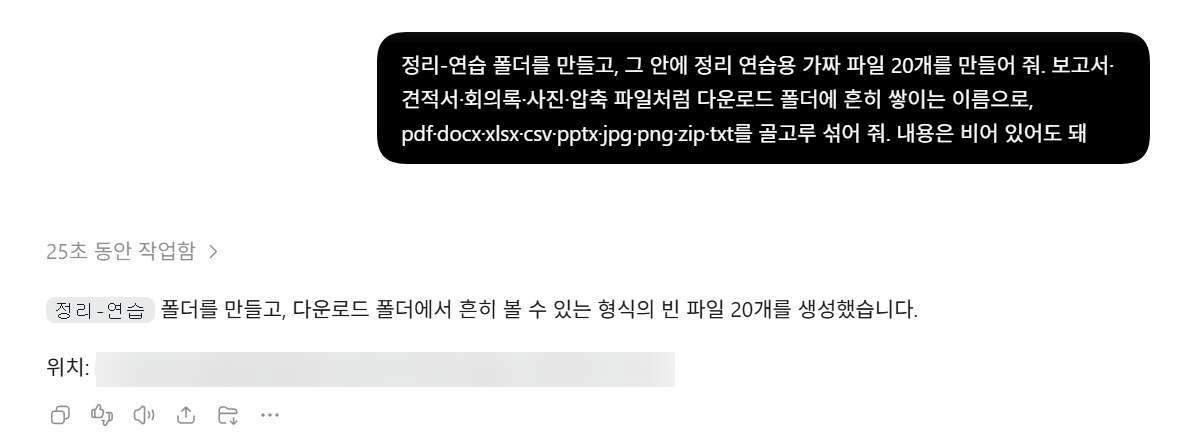 정리-연습 폴더를 만들고, 그 안에 정리 연습용 가짜 파일 20개를 만들어 줘. 보고서·
견적서·회의록·사진·압축 파일처럼 다운로드 폴더에 흔히 쌓이는 이름으로,
pdf·docx·xlsx·csv·pptx·jpg·png·zip·txt를 골고루 섞어 줘. 내용은 비어 있어도 돼
25초 동안 작업함
정리-연습 폴더를 만들고, 다운로드 폴더에서 흔히 볼 수 있는 형식의 빈 파일 20개를 생성했습니다.
위치: